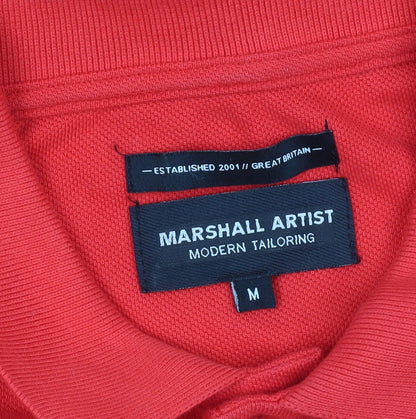 — ESTABLISHED 2001 // GREAT BRITAIN —
MARSHALL ARTIST
MODERN TAILORING
M